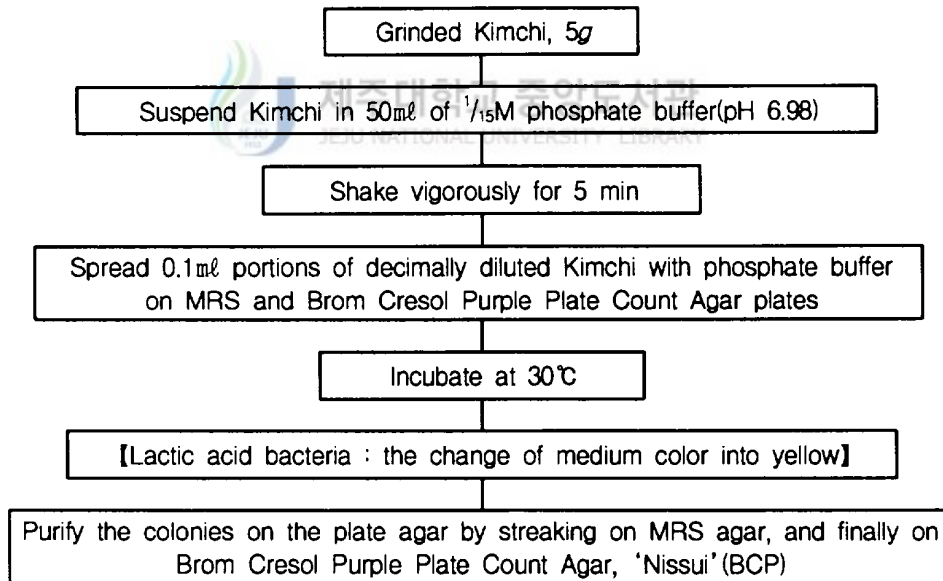 Grinded Kimchi, 5g
제주대학교 중앙도서관
Suspend Kimchi in 50㎖ of 1/15M phosphate buffer(pH 6.98)
JEJU NATIONAL UNIVERSITY LIBRARY
Shake vigorously for 5 min
Spread 0.1㎖ portions of decimally diluted Kimchi with phosphate buffer
on MRS and Brom Cresol Purple Plate Count Agar plates
Incubate at 30℃
【Lactic acid bacteria : the change of medium color into yellow】
Purify the colonies on the plate agar by streaking on MRS agar, and finally on
Brom Cresol Purple Plate Count Agar, ‘Nissui’(BCP)